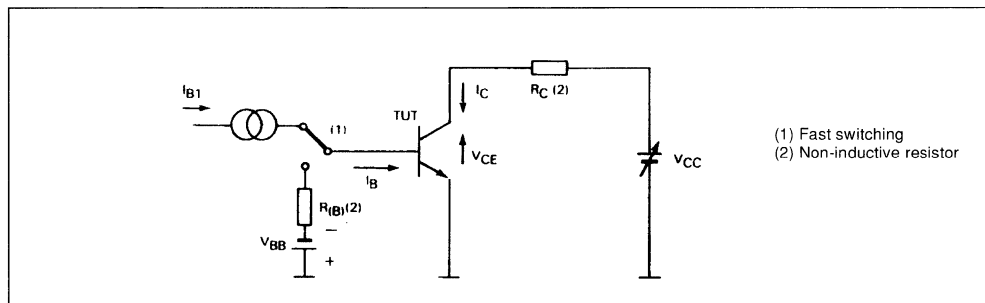 I_B1
(1)
TUT
I_C
R_C (2)
V_CE
I_B
V_CC
R_(B) (2)
−
V_BB
+
(1) Fast switching
(2) Non-inductive resistor